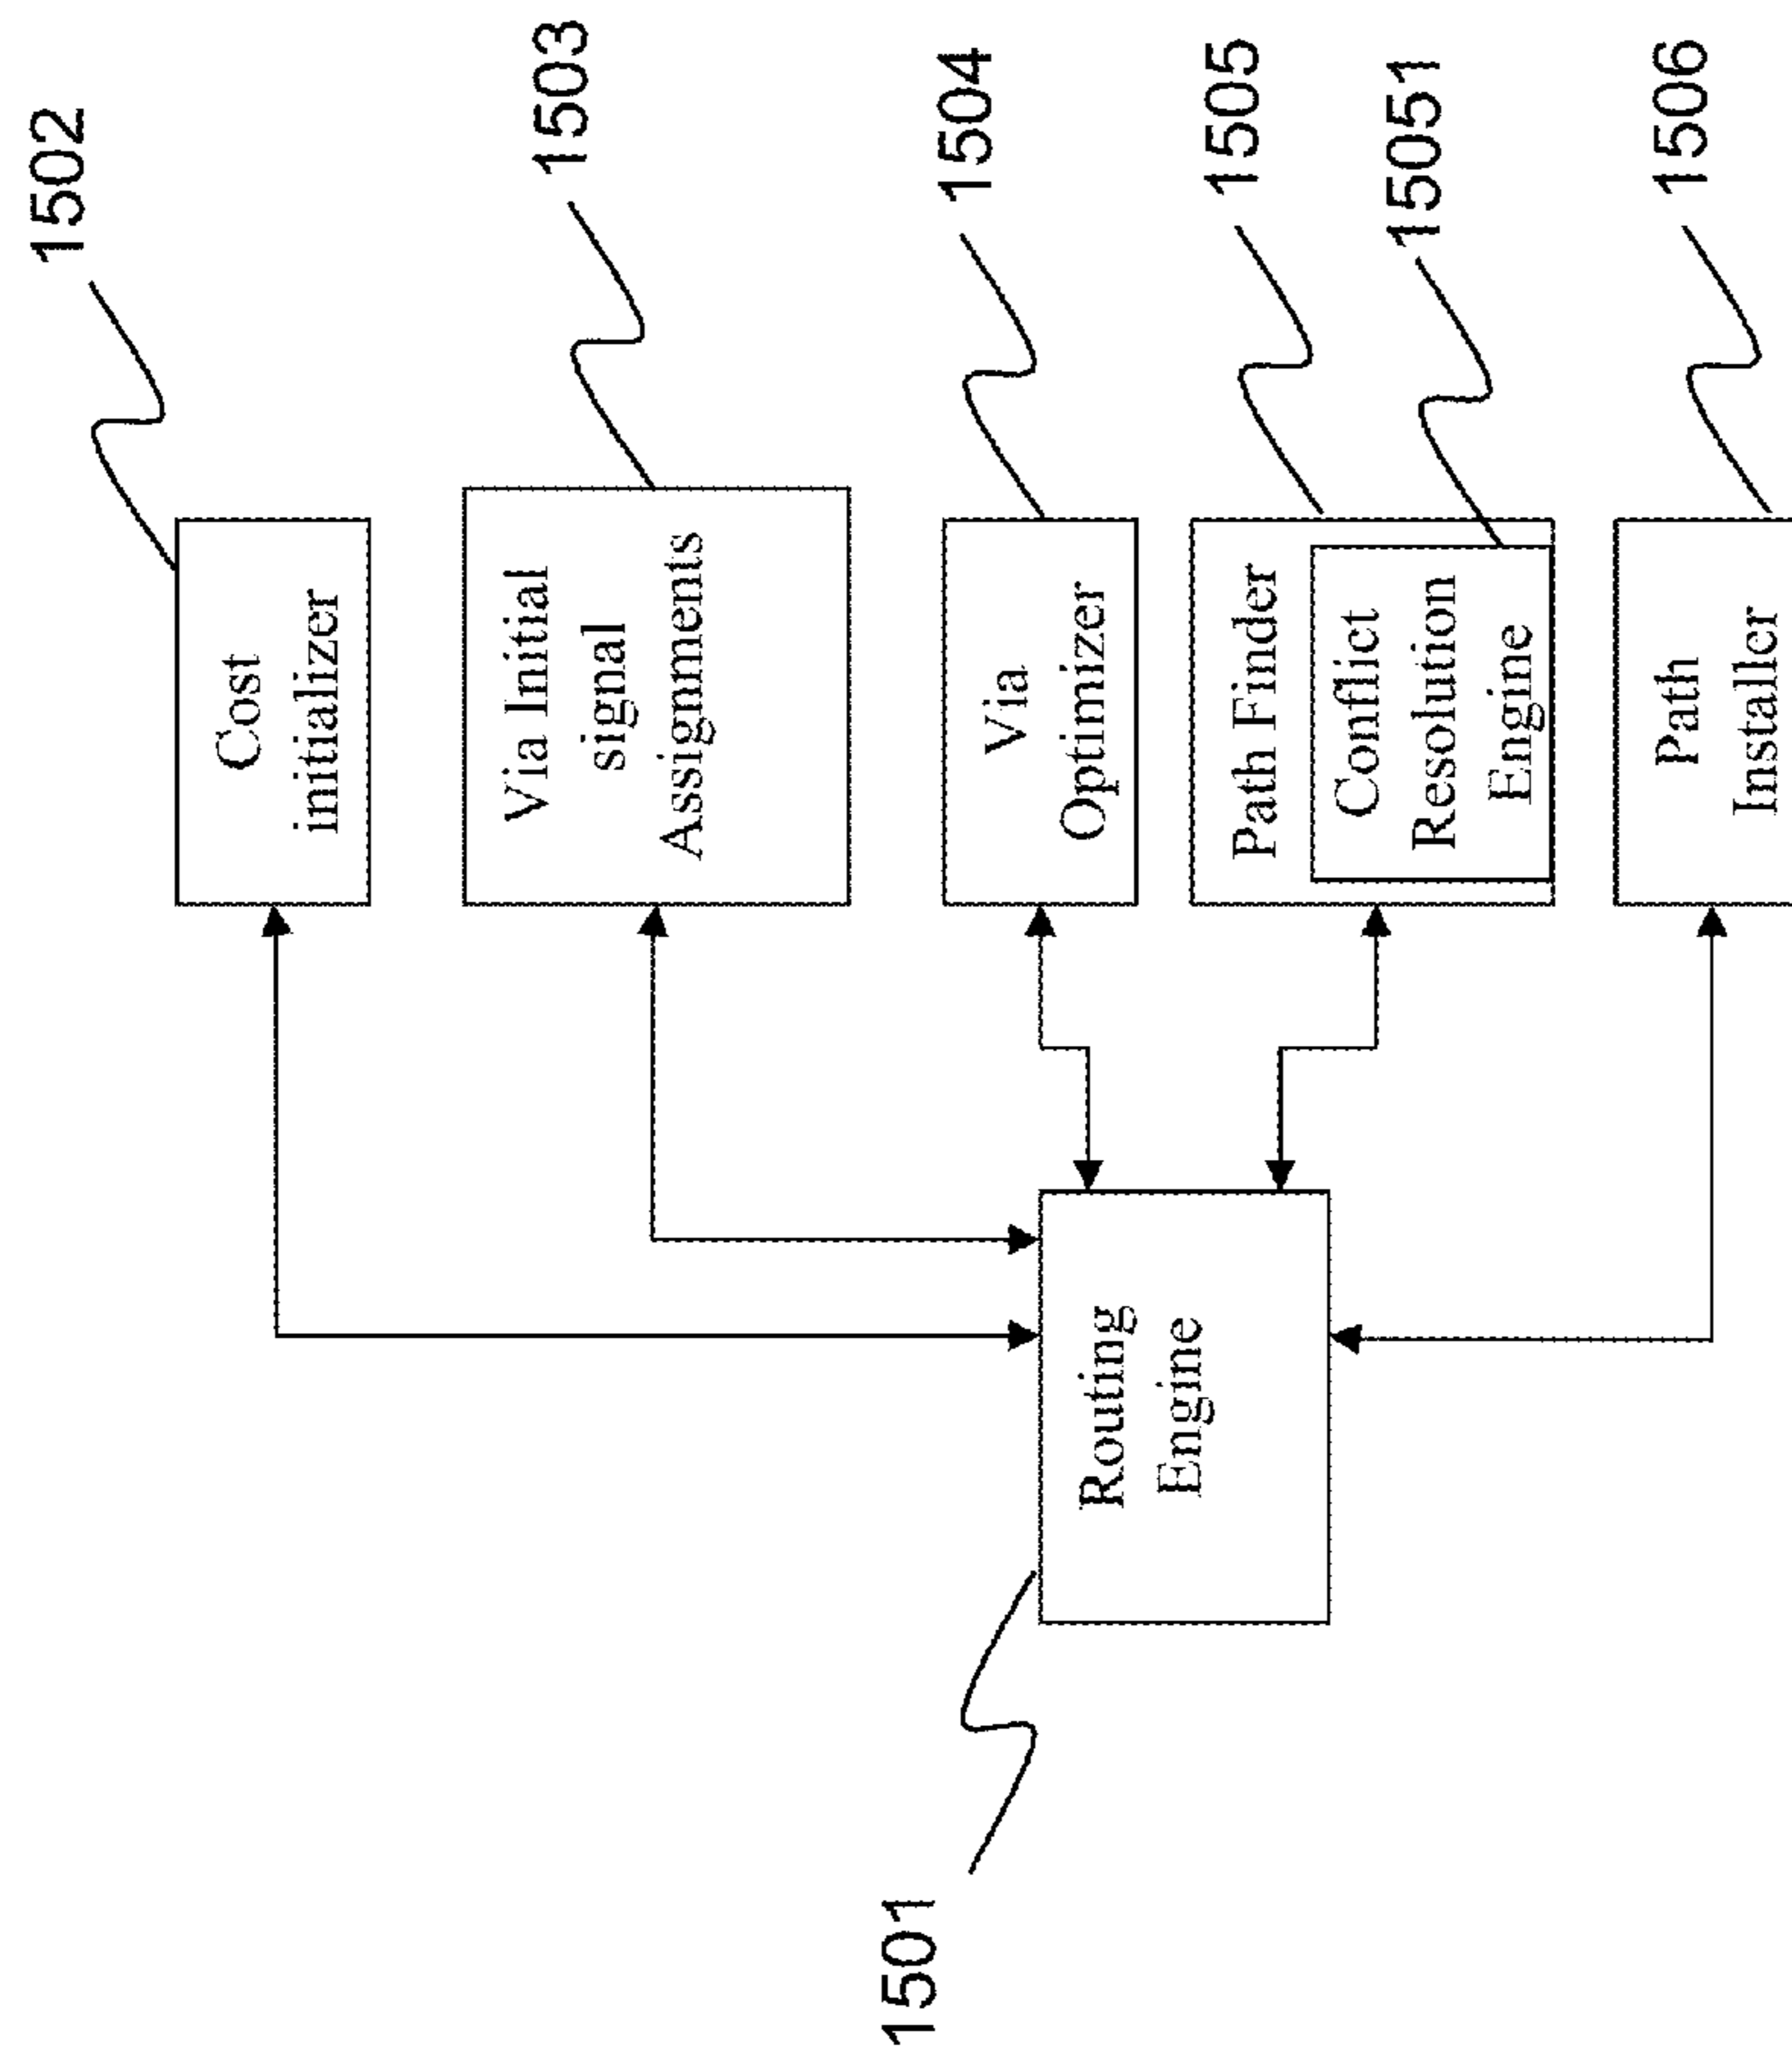 1502
1503
1504
1505
15051
1506
Cost
initializer
Via Initial
signal
Assignments
Via
Optimizer
Path Finder
Conflict
Resolution
Engine
Path
Installer
Routing
Engine
1501